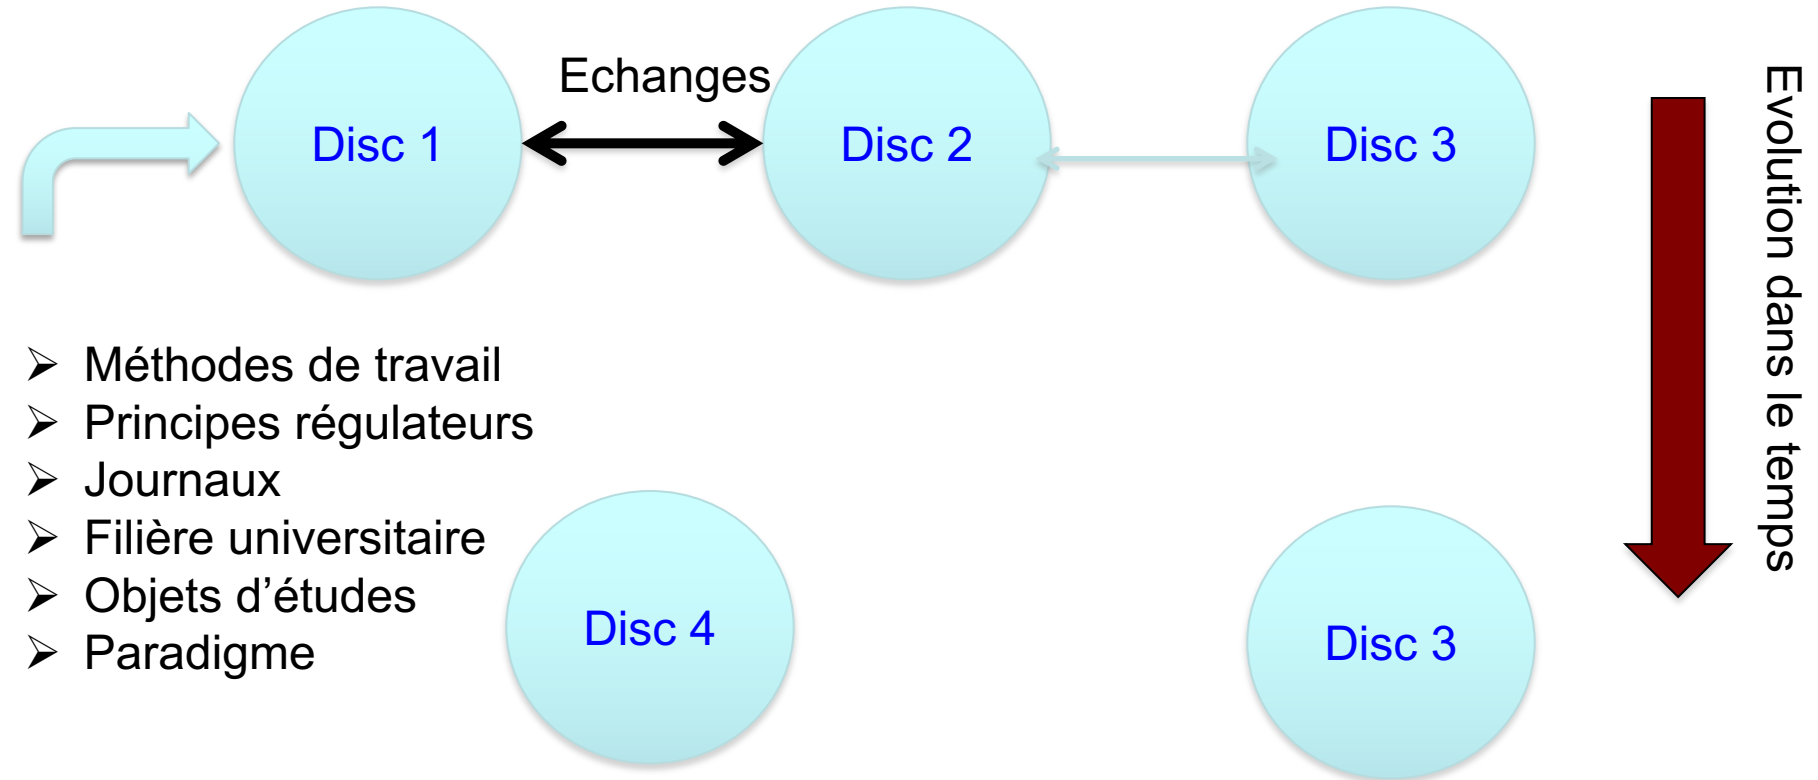 Echanges
Disc 1
Disc 2
Disc 3
Evolution dans le temps
➢ Méthodes de travail
➢ Principes régulateurs
➢ Journaux
➢ Filière universitaire
➢ Objets d’études
➢ Paradigme
Disc 4
Disc 3